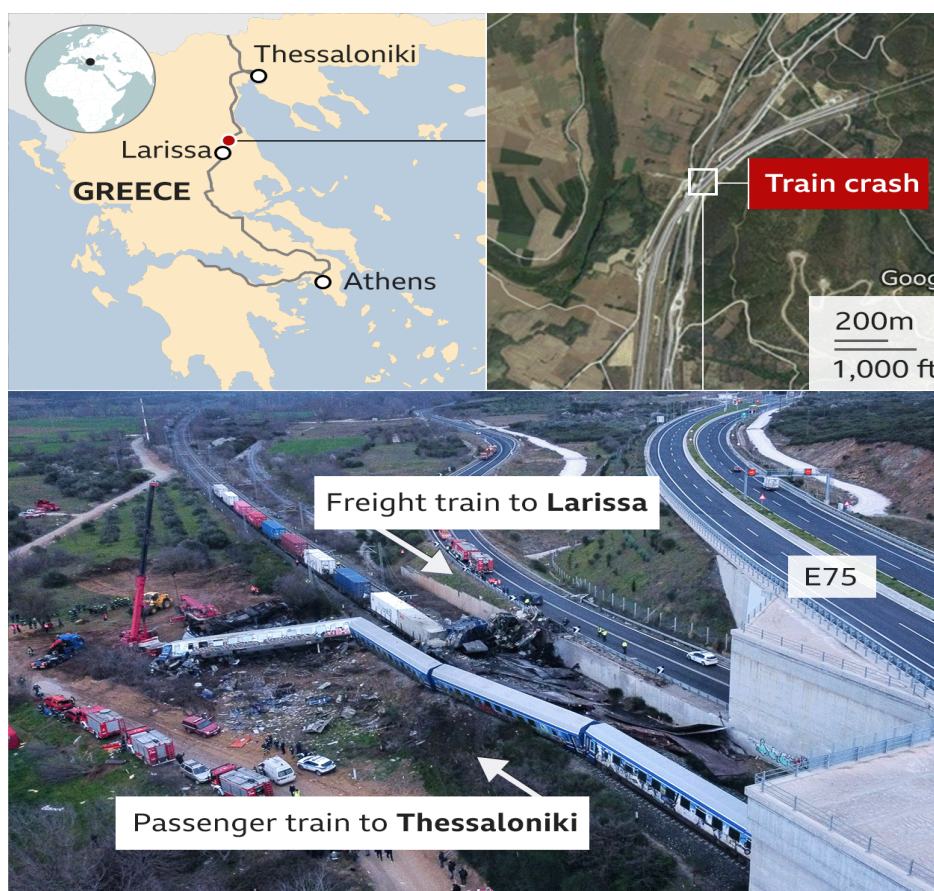 Thessaloniki
Larissa
GREECE
Athens
Train crash
Goog
200m
1,000 ft
Freight train to Larissa
E75
Passenger train to Thessaloniki